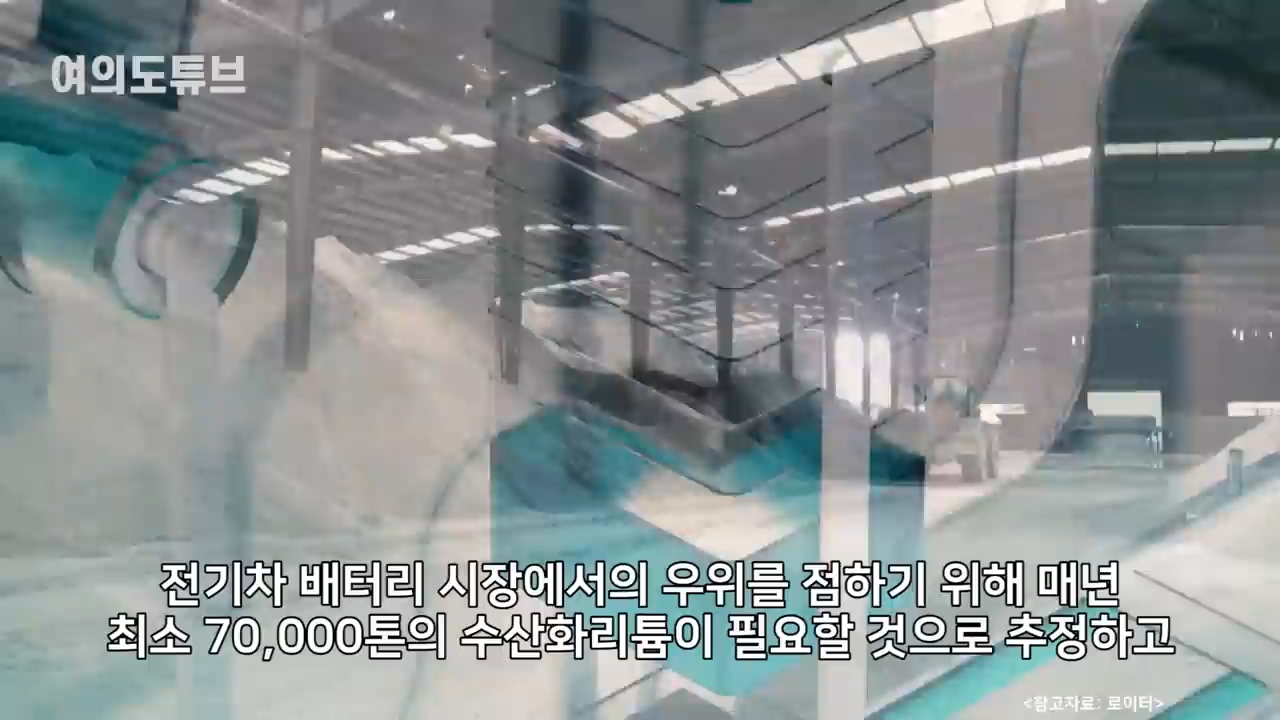 여의도튜브
전기차 배터리 시장에서의 우위를 점하기 위해 매년
최소 70,000톤의 수산화리튬이 필요할 것으로 추정하고
<참고자료: 로이터>